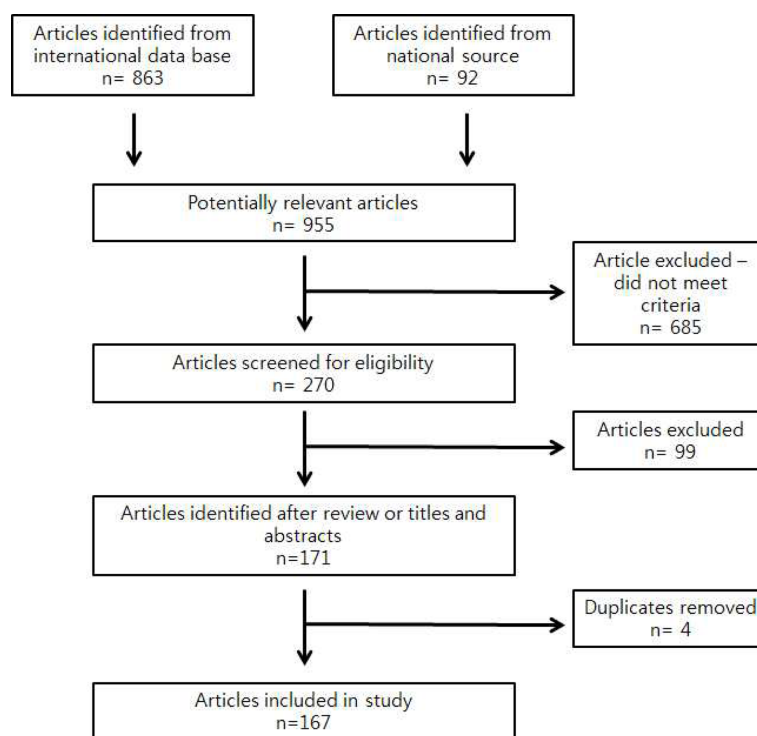 Articles identified from
international data base
n= 863
Articles identified from
national source
n= 92
Potentially relevant articles
n= 955
Article excluded –
did not meet
criteria
n= 685
Articles screened for eligibility
n= 270
Articles excluded
n= 99
Articles identified after review or titles and
abstracts
n=171
Duplicates removed
n= 4
Articles included in study
n=167